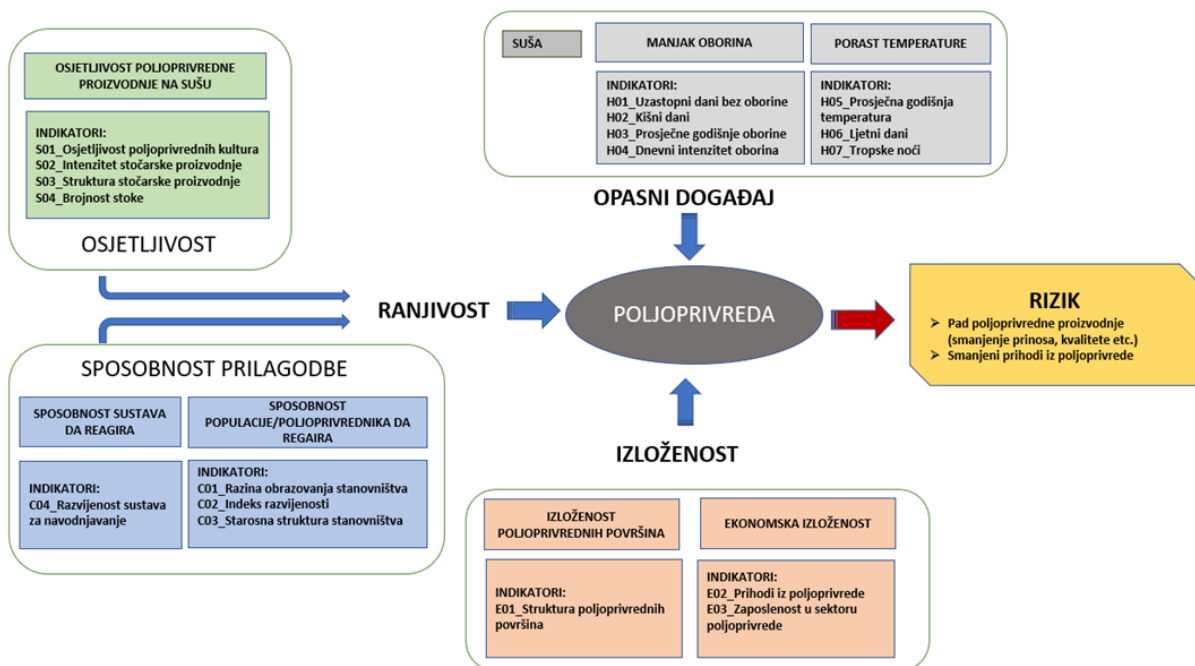 OSJETLJIVOST POLJOPRIVREDNE
PROIZVODNJE NA SUŠU
INDIKATORI:
S01_Osjetljivost poljoprivrednih kultura
S02_Intenzitet stočarske proizvodnje
S03_Struktura stočarske proizvodnje
S04_Brojnost stoke
OSJETLJIVOST
SUŠA
MANJAK OBORINA
PORAST TEMPERATURE
INDIKATORI:
H01_Uzastopni dani bez oborine
H02_Kišni dani
H03_Prosječne godišnje oborine
H04_Dnevni intenzitet oborina
INDIKATORI:
H05_Prosječna godišnja
temperatura
H06_Ljetni dani
H07_Tropske noći
OPASNI DOGAĐAJ
RANJIVOST
POLJOPRIVREDA
RIZIK
➢ Pad poljoprivredne proizvodnje
(smanjenje prinosa, kvalitete etc.)
➢ Smanjeni prihodi iz poljoprivrede
SPOSOBNOST PRILAGODBE
SPOSOBNOST SUSTAVA
DA REAGIRA
SPOSOBNOST
POPULACIJE/POLJOPRIVREDNIKA DA
REGAIRA
INDIKATORI:
C04_Razvijenost sustava
za navodnjavanje
INDIKATORI:
C01_Razina obrazovanja stanovništva
C02_Indeks razvijenosti
C03_Starosna struktura stanovništva
IZLOŽENOST
IZLOŽENOST
POLJOPRIVREDNIH POVRŠINA
EKONOMSKA IZLOŽENOST
INDIKATORI:
E01_Struktura poljoprivrednih
površina
INDIKATORI:
E02_Prihodi iz poljoprivrede
E03_Zaposlenost u sektoru
poljoprivrede